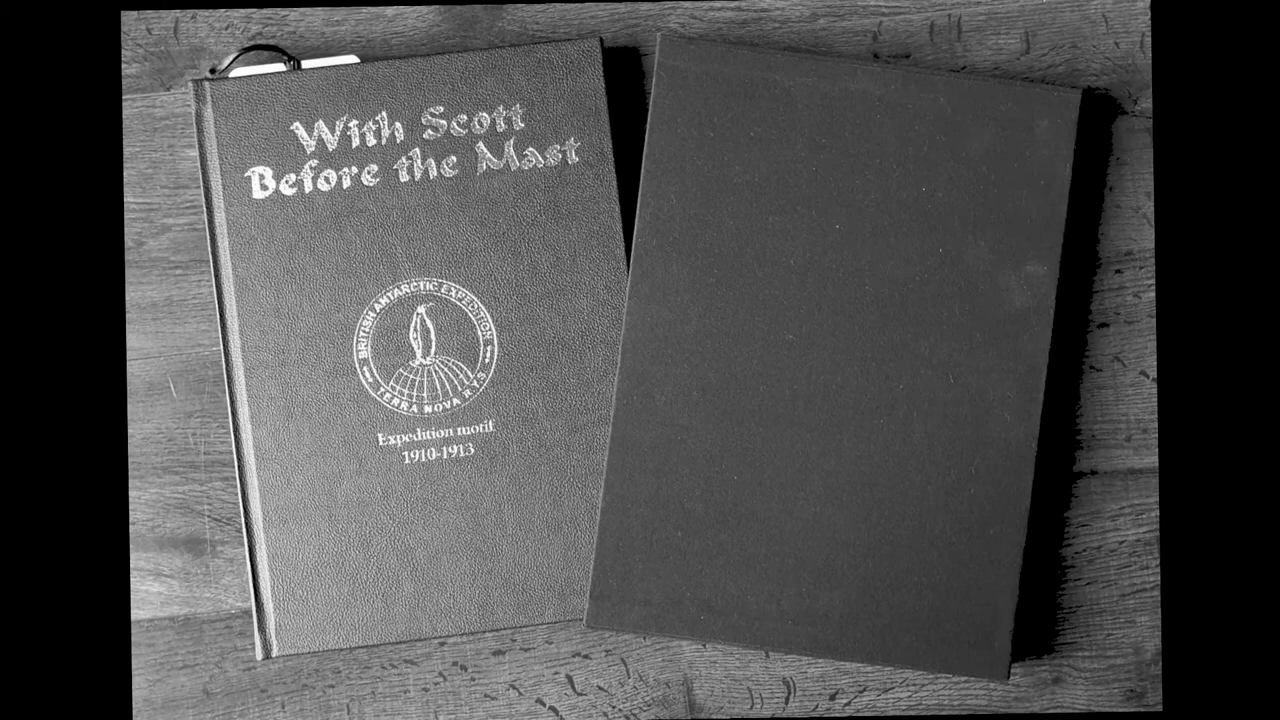 With Scott
Before the Mast
BRITISH ANTARCTIC EXPEDITION
TERRA NOVA R.Y.S.
Expedition motif
1910-1913